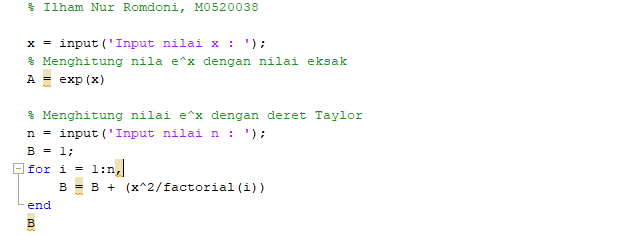 % Ilham Nur Romdoni, M0520038
x = input('Input nilai x : ');
% Menghitung nila e^x dengan nilai eksak
A = exp(x)
% Menghitung nilai e^x dengan deret Taylor
n = input('Input nilai n : ');
B = 1;
for i = 1:n,
B = B + (x^2/factorial(i))
end
B